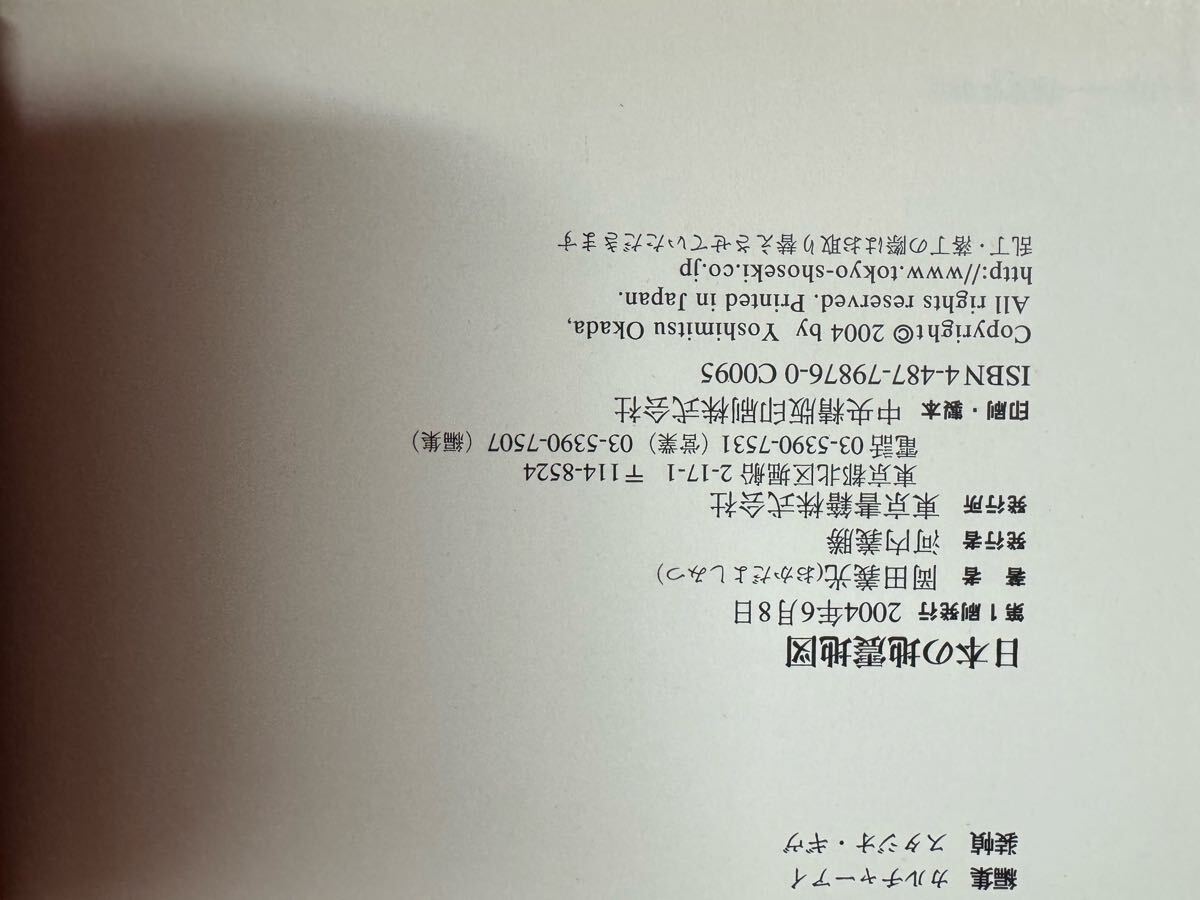 編集 カルチャーアイ
装幀 スタジオ・ギヴ
日本の地震地図
第1刷発行 2004年6月8日
著 者 岡田義光(おかだよしみつ)
発行者 河内義勝
発行所 東京書籍株式会社
東京都北区堀船 2-17-1 〒114-8524
電話 03-5390-7531(営業) 03-5390-7507(編集)
印刷・製本 中央精版印刷株式会社
ISBN4-487-79876-0 C0095
Copyright© 2004 by Yoshimitsu Okada,
All rights reserved. Printed in Japan.
http://www.tokyo-shoseki.co.jp
乱丁・落丁の際はお取り替えさせていただきます